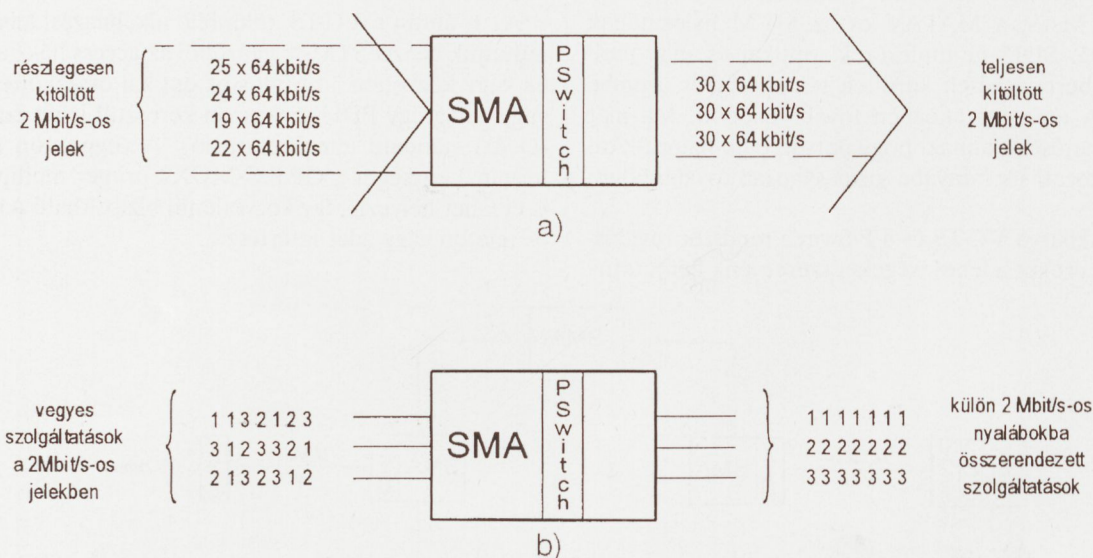 részlegesen
kitöltött
2 Mbit/s-os
jelek
25 x 64 kbit/s
24 x 64 kbit/s
19 x 64 kbit/s
22 x 64 kbit/s
SMA
PSwitch
30 x 64 kbit/s
30 x 64 kbit/s
30 x 64 kbit/s
teljesen
kitöltött
2 Mbit/s-os
jelek
a)
vegyes
szolgáltatások
a 2Mbit/s-os
jelekben
1 1 3 2 1 2 3
3 1 2 3 3 2 1
2 1 3 2 3 1 2
SMA
PSwitch
1 1 1 1 1 1 1
2 2 2 2 2 2 2
3 3 3 3 3 3 3
külön 2 Mbit/s-os
nyalábokba
összerendezett
szolgáltatások
b)